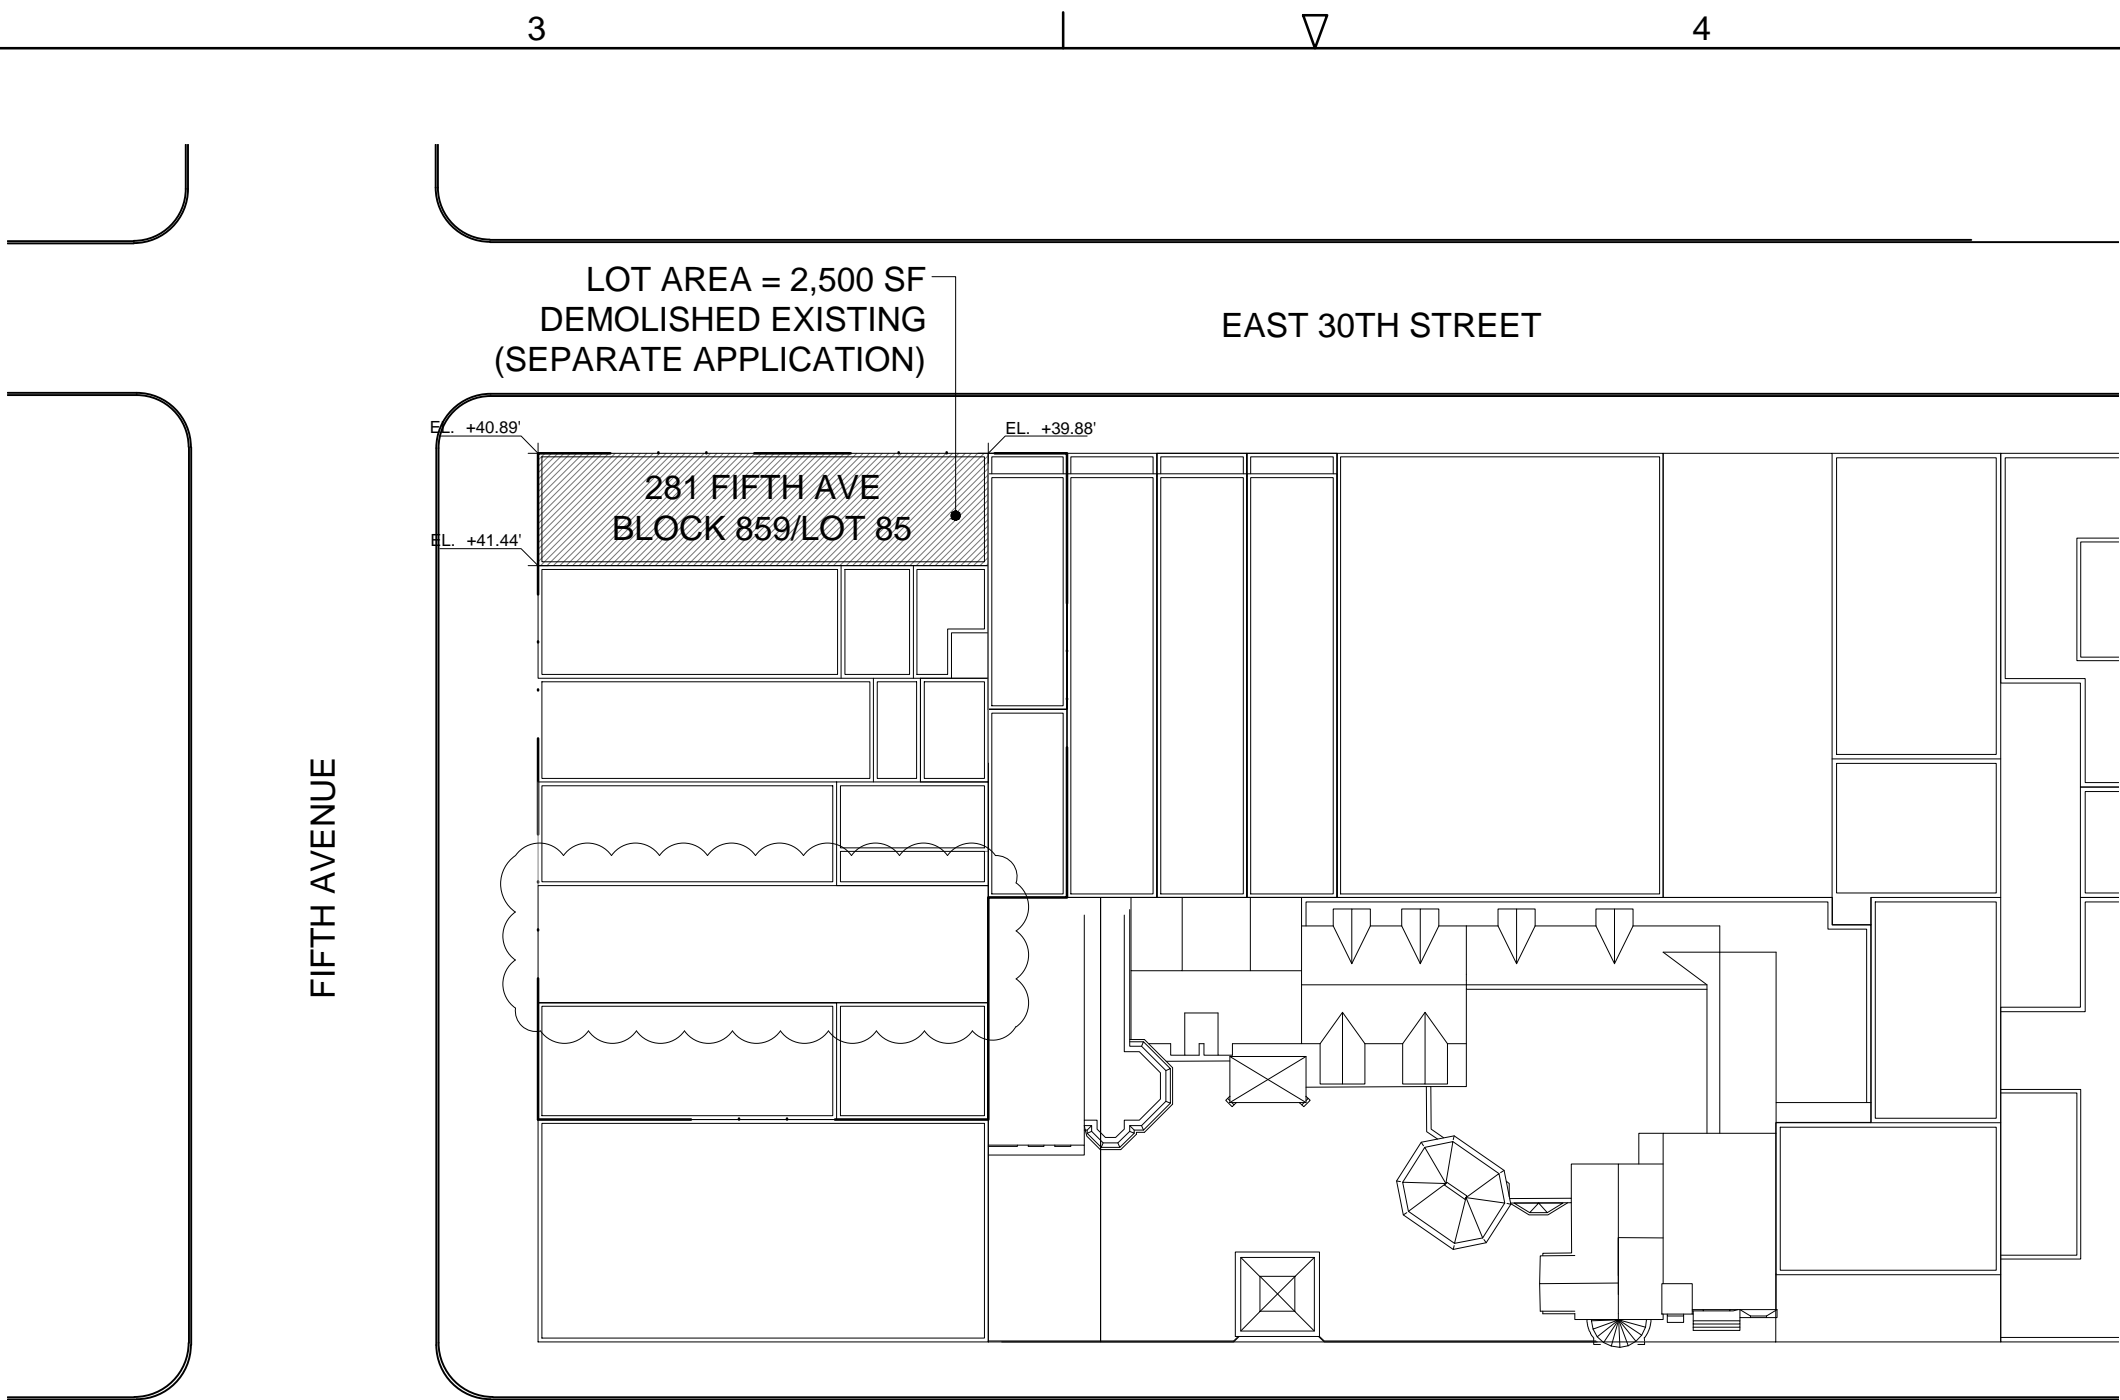 3
4
LOT AREA = 2,500 SF
DEMOLISHED EXISTING
(SEPARATE APPLICATION)
EAST 30TH STREET
EL. +40.89'
EL. +39.88'
281 FIFTH AVE
BLOCK 859/LOT 85
EL. +41.44'
FIFTH AVENUE